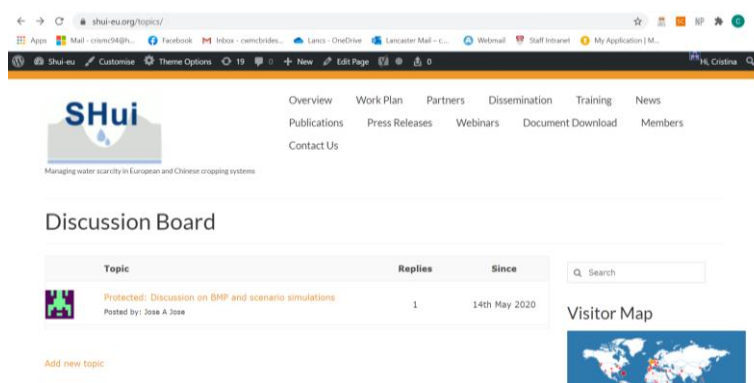 shui-eu.org/topics/
Apps Mail - crismc94@h... Facebook Inbox - cwmcbrides... Lancs - OneDrive Lancaster Mail – c... Webmail Staff Intranet My Application | M...
Shui-eu Customise Theme Options 19 0 New Edit Page 0 Hi, Cristina
SHui
Managing water scarcity in European and Chinese cropping systems
Overview Work Plan Partners Dissemination Training News
Publications Press Releases Webinars Document Download Members
Contact Us
Discussion Board
Topic Replies Since
Protected: Discussion on BMP and scenario simulations
Posted by: Jose A Jose
1 14th May 2020
Add new topic
Search
Visitor Map